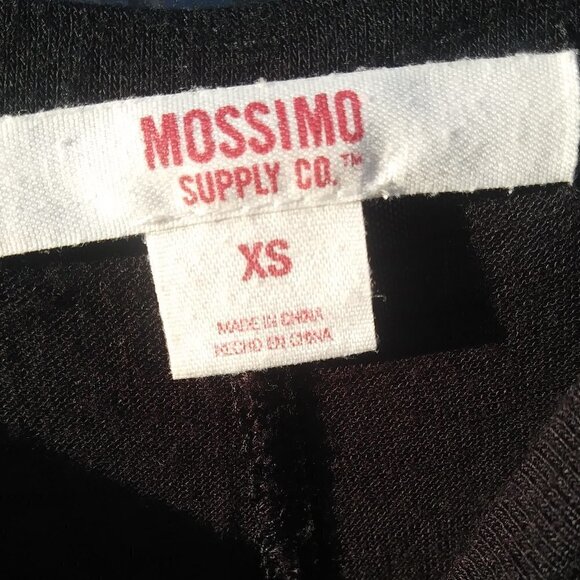 MOSSIMO
SUPPLY CO.™
XS
MADE IN CHINA
HECHO EN CHINA